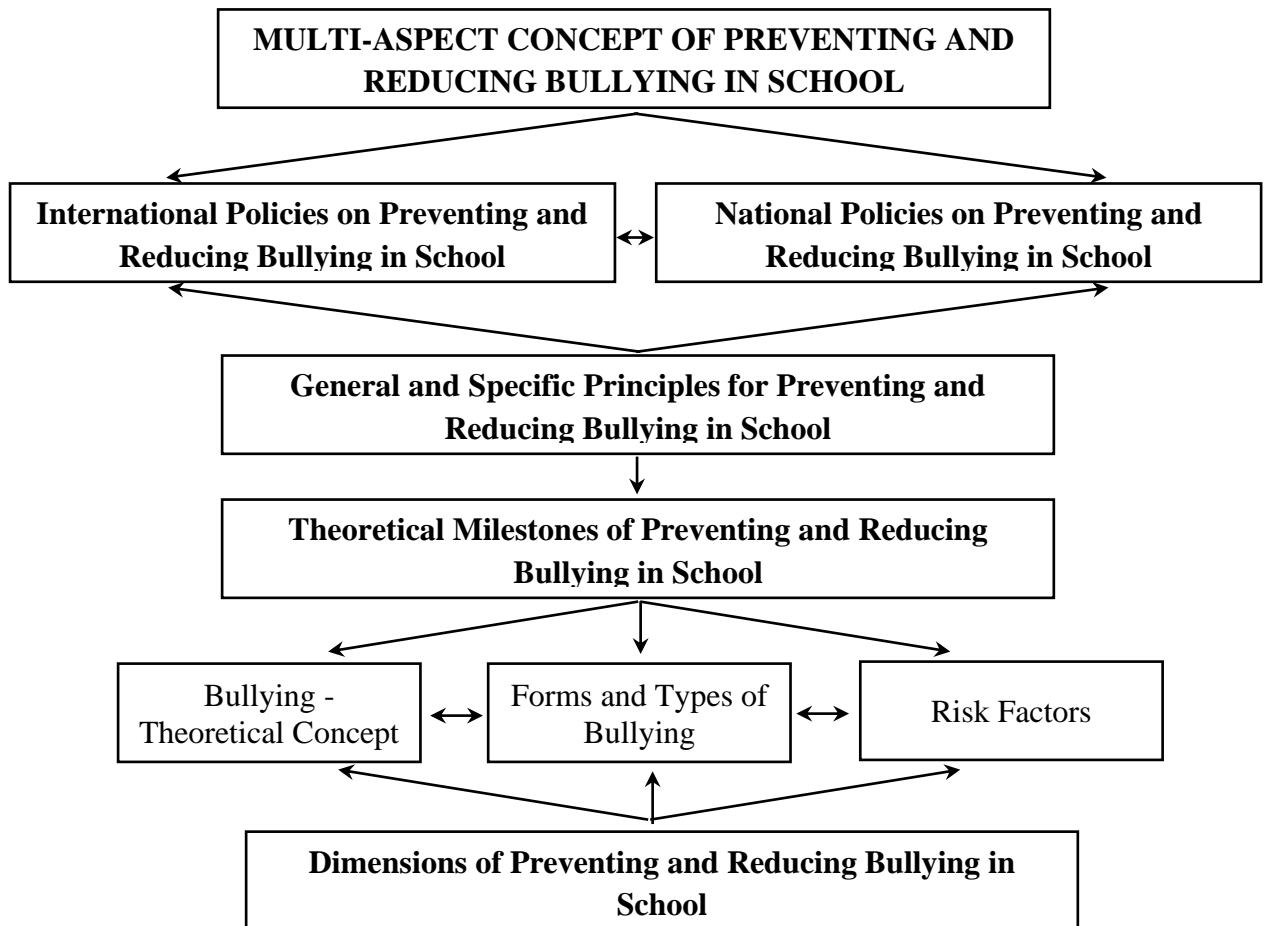 MULTI-ASPECT CONCEPT OF PREVENTING AND
REDUCING BULLYING IN SCHOOL
International Policies on Preventing and
Reducing Bullying in School
National Policies on Preventing and
Reducing Bullying in School
General and Specific Principles for Preventing and
Reducing Bullying in School
Theoretical Milestones of Preventing and Reducing
Bullying in School
Bullying -
Theoretical Concept
Forms and Types of
Bullying
Risk Factors
Dimensions of Preventing and Reducing Bullying in
School